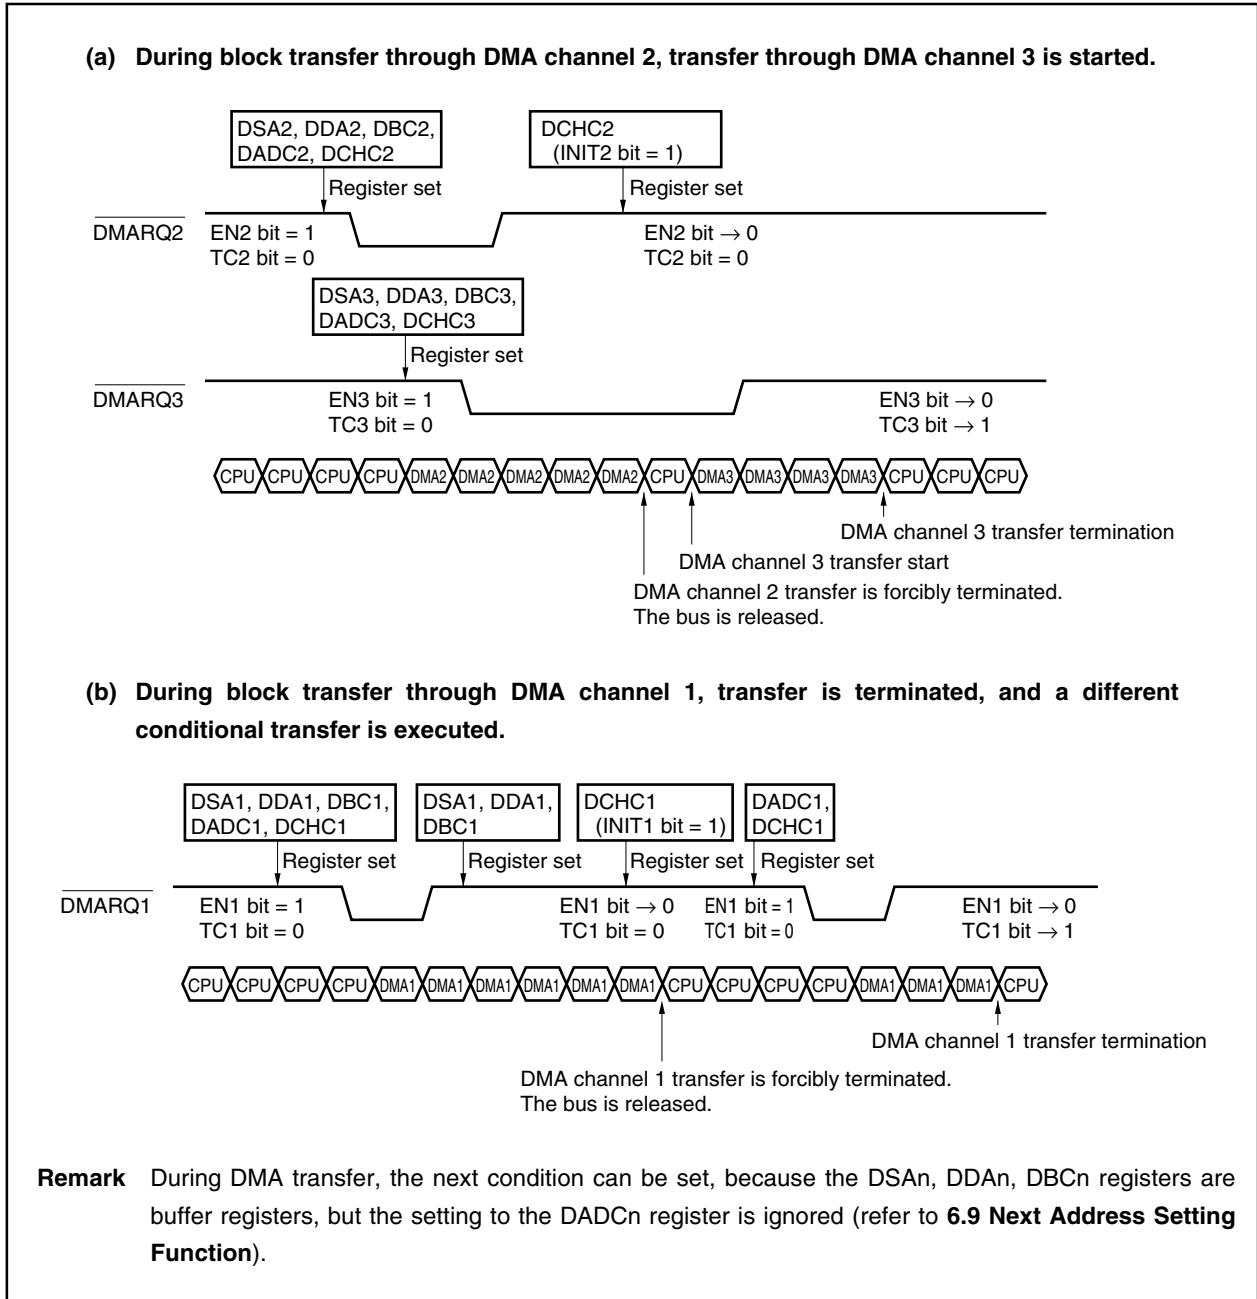 (a) During block transfer through DMA channel 2, transfer through DMA channel 3 is started.
DSA2, DDA2, DBC2,
DADC2, DCHC2
DCHC2
(INIT2 bit = 1)
Register set
Register set
DMARQ2
EN2 bit = 1
TC2 bit = 0
EN2 bit → 0
TC2 bit = 0
DSA3, DDA3, DBC3,
DADC3, DCHC3
Register set
DMARQ3
EN3 bit = 1
TC3 bit = 0
EN3 bit → 0
TC3 bit → 1
CPU CPU CPU CPU DMA2 DMA2 DMA2 DMA2 DMA2 CPU DMA3 DMA3 DMA3 DMA3 CPU CPU CPU
DMA channel 3 transfer termination
DMA channel 3 transfer start
DMA channel 2 transfer is forcibly terminated.
The bus is released.
(b) During block transfer through DMA channel 1, transfer is terminated, and a different
conditional transfer is executed.
DSA1, DDA1, DBC1,
DADC1, DCHC1
DSA1, DDA1,
DBC1
DCHC1
(INIT1 bit = 1)
DADC1,
DCHC1
Register set
Register set
Register set
Register set
DMARQ1
EN1 bit = 1
TC1 bit = 0
EN1 bit → 0
TC1 bit = 0
EN1 bit = 1
TC1 bit = 0
EN1 bit → 0
TC1 bit → 1
CPU CPU CPU CPU DMA1 DMA1 DMA1 DMA1 DMA1 DMA1 CPU CPU CPU CPU DMA1 DMA1 DMA1 CPU
DMA channel 1 transfer termination
DMA channel 1 transfer is forcibly terminated.
The bus is released.
Remark During DMA transfer, the next condition can be set, because the DSAn, DDAn, DBCn registers are
buffer registers, but the setting to the DADCn register is ignored (refer to 6.9 Next Address Setting
Function).